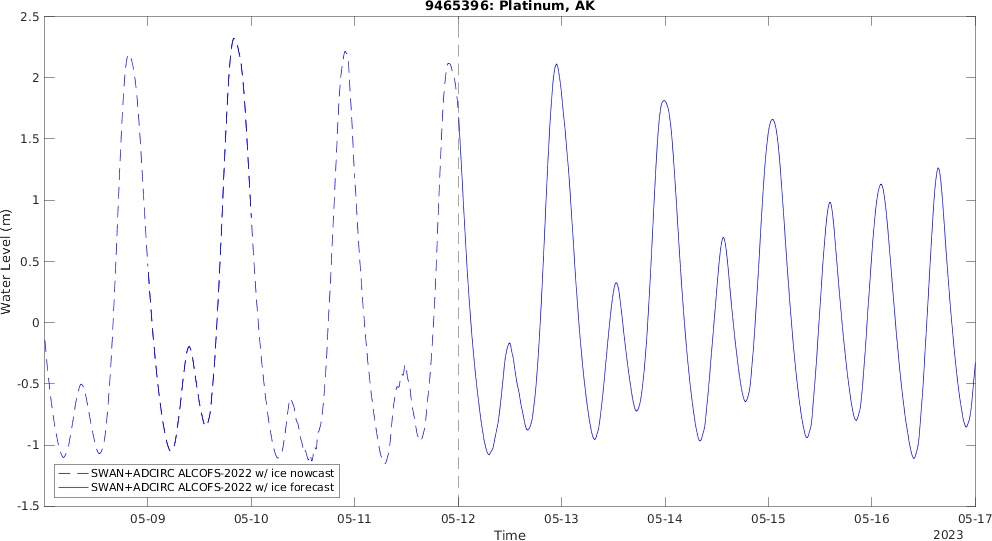 9465396: Platinum, AK
2.5
2
1.5
1
0.5
0
-0.5
-1
-1.5
Water Level (m)
SWAN+ADCIRC ALCOFS-2022 w/ ice nowcast
SWAN+ADCIRC ALCOFS-2022 w/ ice forecast
05-09 05-10 05-11 05-12 05-13 05-14 05-15 05-16 05-17
Time
2023